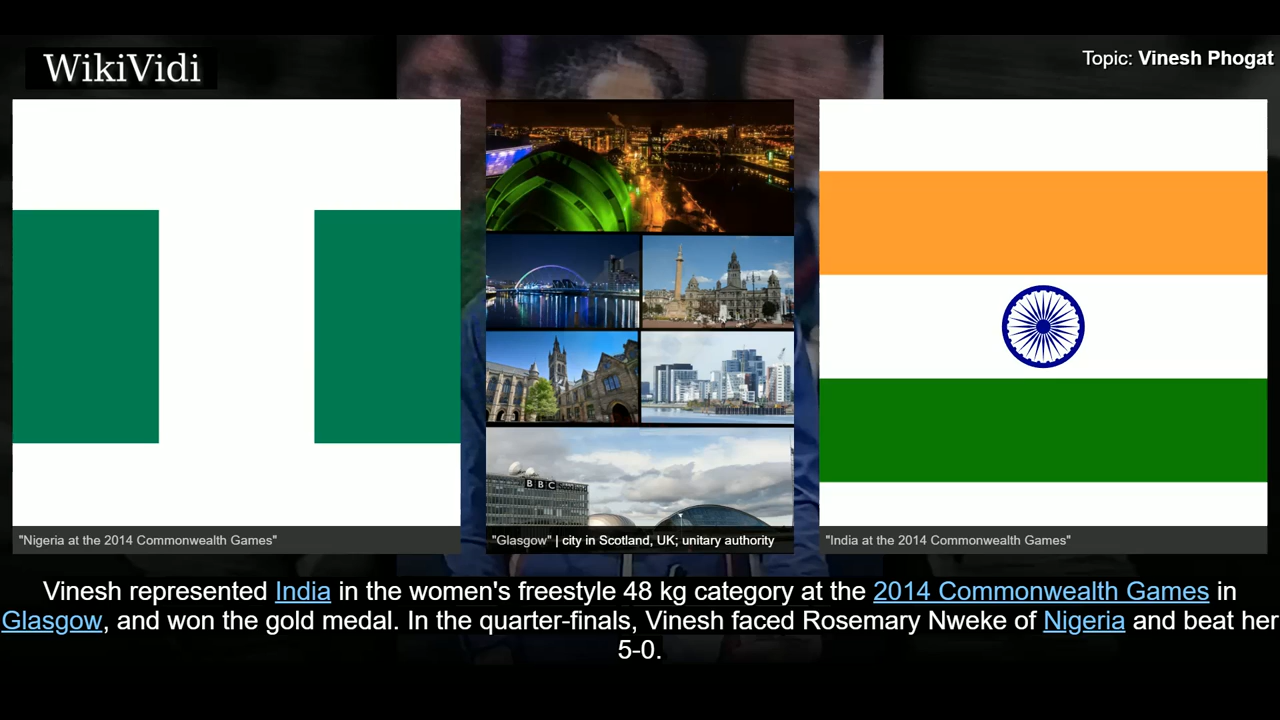 WikiVidi
Topic: Vinesh Phogat
BBC Scotland
"Nigeria at the 2014 Commonwealth Games"
"Glasgow" | city in Scotland, UK; unitary authority
"India at the 2014 Commonwealth Games"
Vinesh represented India in the women's freestyle 48 kg category at the 2014 Commonwealth Games in
Glasgow, and won the gold medal. In the quarter-finals, Vinesh faced Rosemary Nweke of Nigeria and beat her
5-0.